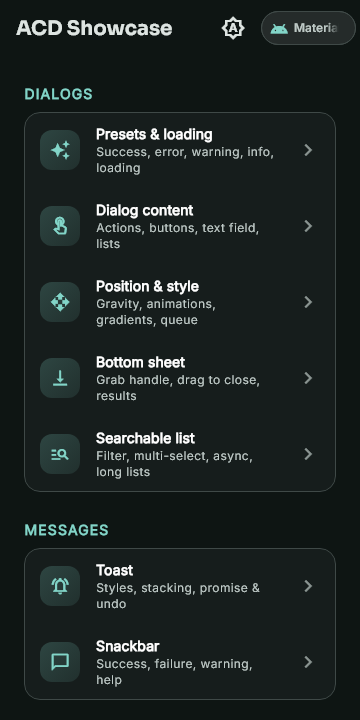 ACD Showcase
A
Materia
DIALOGS
Presets & loading
Success, error, warning, info,
loading
Dialog content
Actions, buttons, text field,
lists
Position & style
Gravity, animations,
gradients, queue
Bottom sheet
Grab handle, drag to close,
results
Searchable list
Filter, multi-select, async,
long lists
MESSAGES
Toast
Styles, stacking, promise &
undo
Snackbar
Success, failure, warning,
help